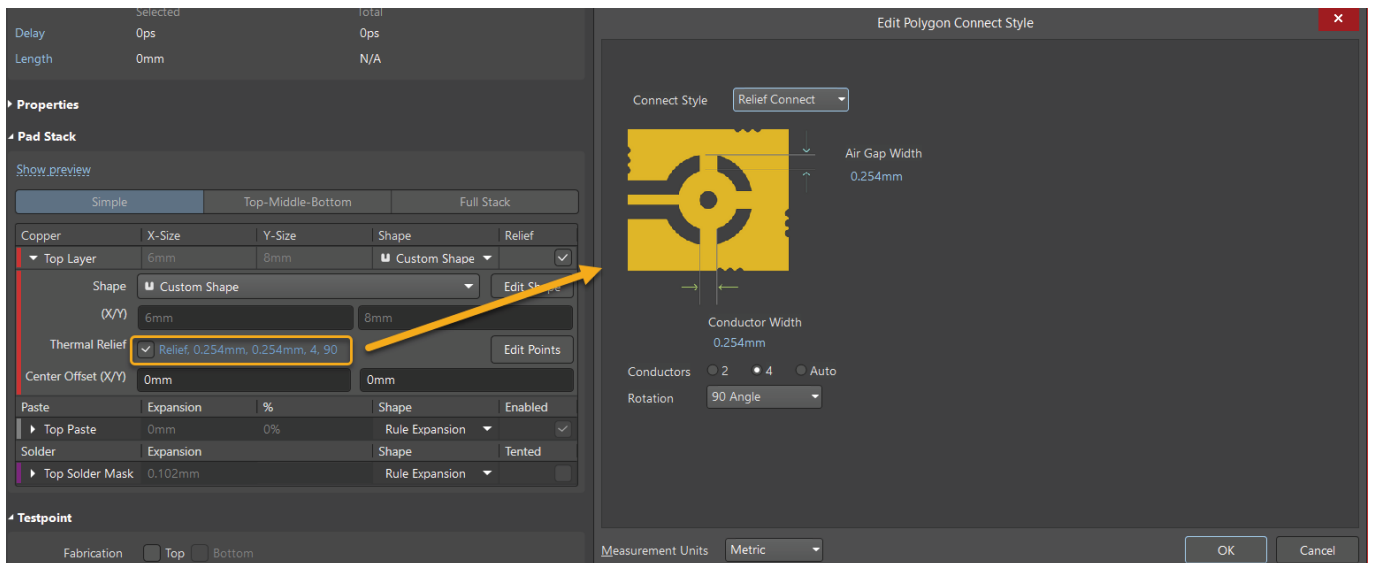 Selected Total
Delay 0ps 0ps
Length 0mm N/A
Properties
Pad Stack
Show preview
Simple Top-Middle-Bottom Full Stack
Copper X-Size Y-Size Shape Relief
Top Layer 6mm 8mm Custom Shape
Shape Custom Shape Edit Shape
(X/Y) 6mm 8mm
Thermal Relief Relief, 0.254mm, 0.254mm, 4, 90 Edit Points
Center Offset (X/Y) 0mm 0mm
Paste Expansion % Shape Enabled
Top Paste 0mm 0% Rule Expansion
Solder Expansion Shape Tented
Top Solder Mask 0.102mm Rule Expansion
Testpoint
Fabrication Top Bottom
Edit Polygon Connect Style
Connect Style Relief Connect
Air Gap Width
0.254mm
Conductor Width
0.254mm
Conductors 2 4 Auto
Rotation 90 Angle
Measurement Units Metric OK Cancel